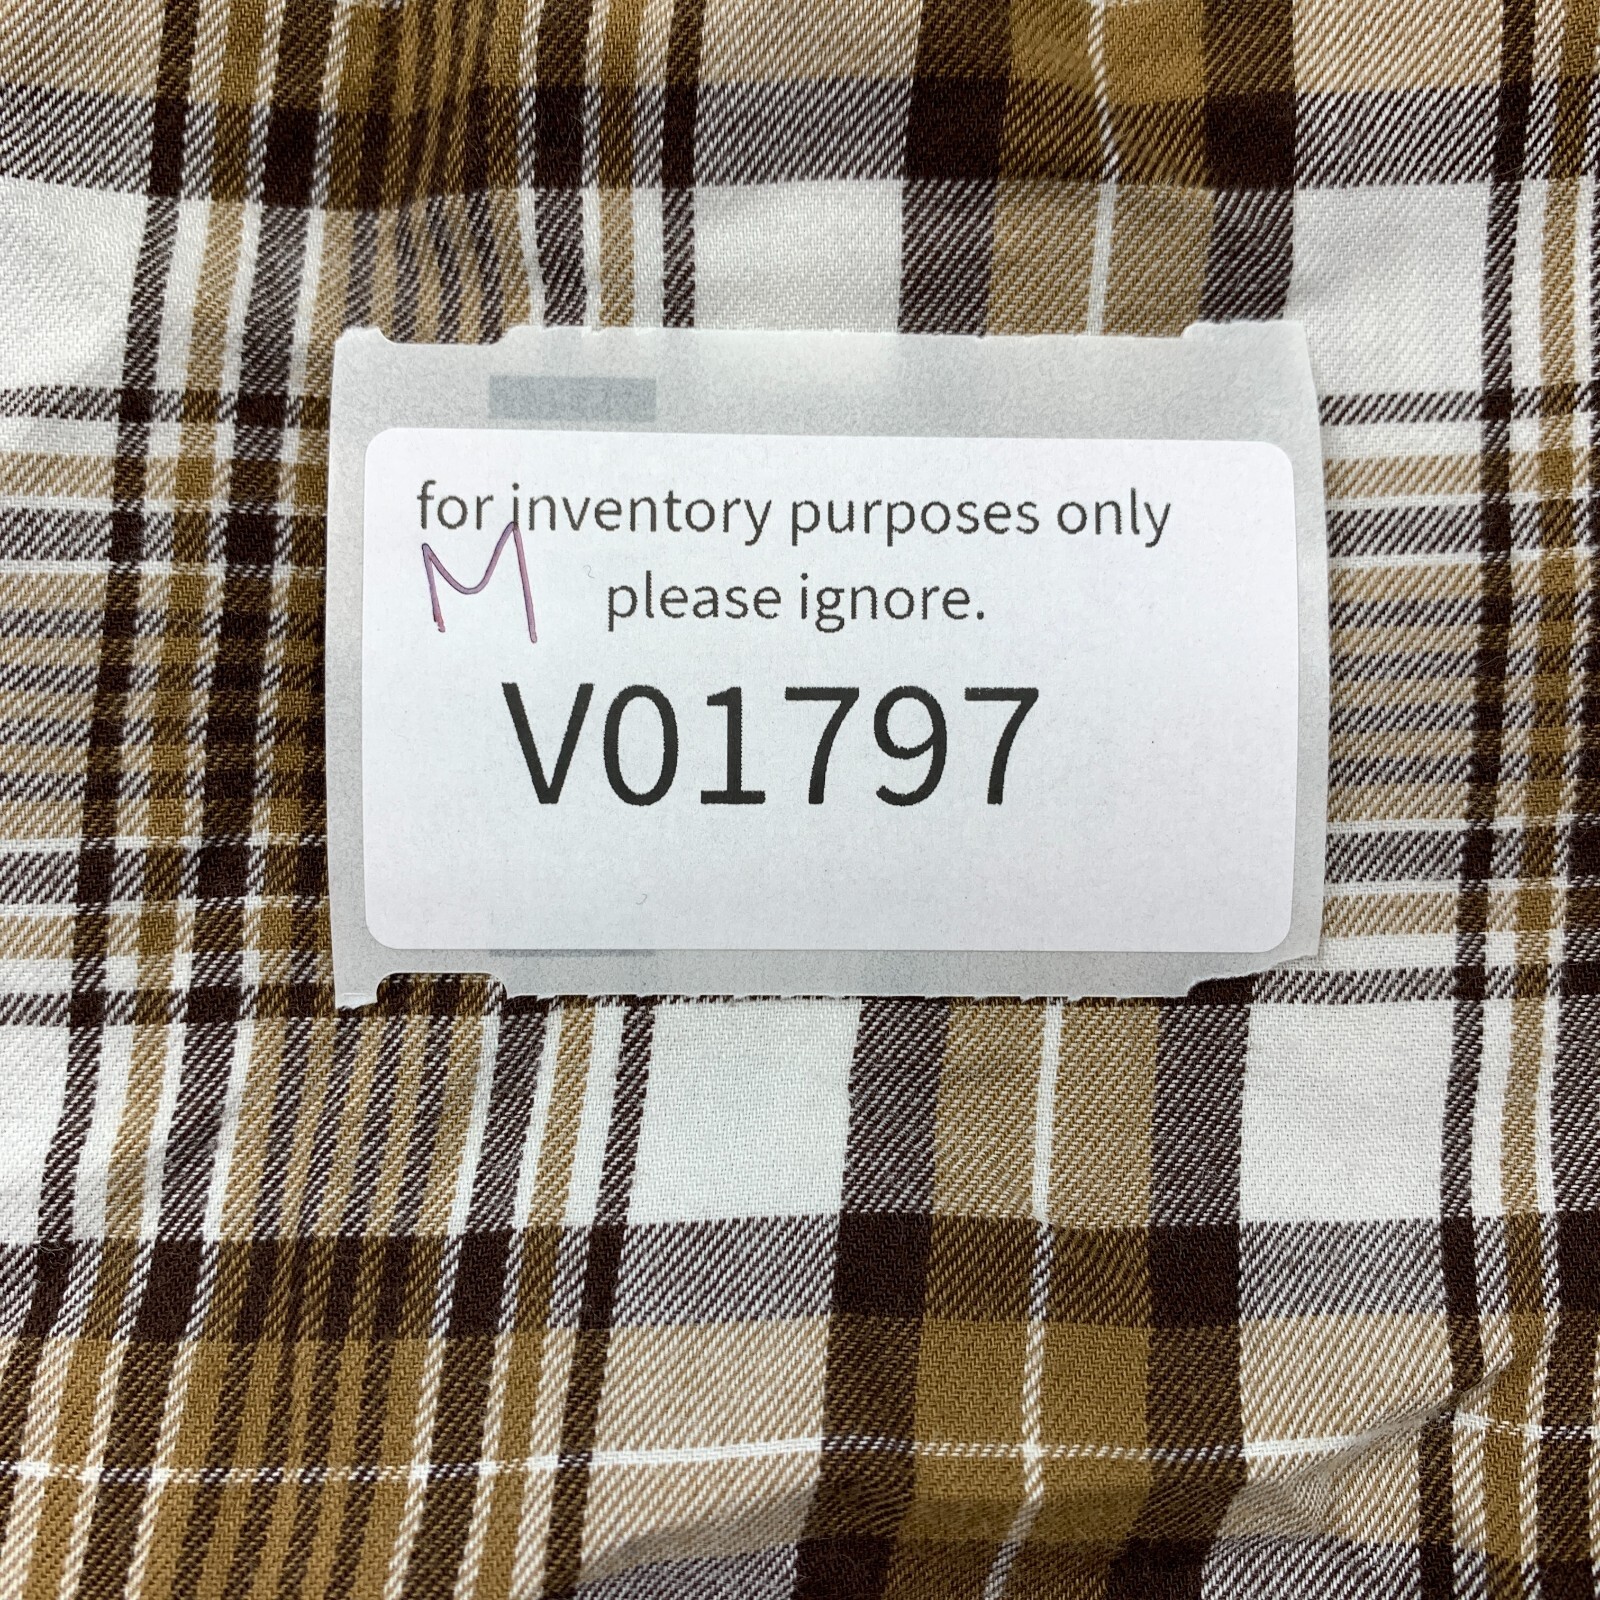 for inventory purposes only
M please ignore.
V01797